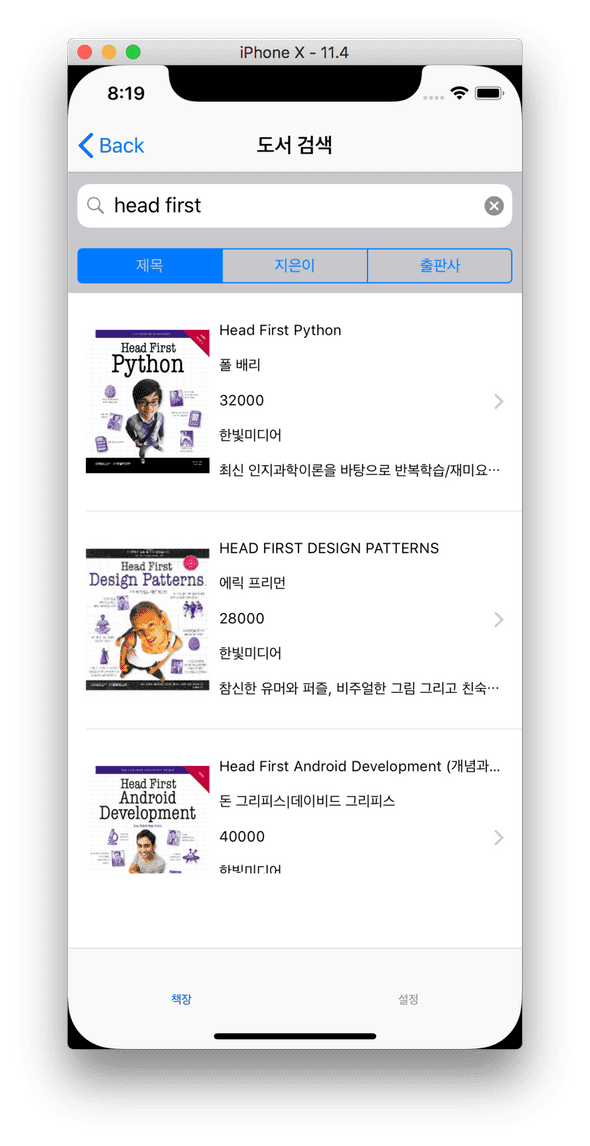 iPhone X - 11.4
8:19
Back
도서 검색
head first
제목
지은이
출판사
Head First
Python
Head First Python
폴 배리
32000
한빛미디어
최신 인지과학이론을 바탕으로 반복학습/재미요…
Head First
Design Patterns
HEAD FIRST DESIGN PATTERNS
에릭 프리먼
28000
한빛미디어
참신한 유머와 퍼즐, 비주얼한 그림 그리고 친숙…
Head First
Android
Development
Head First Android Development (개념과...
돈 그리피스|데이비드 그리피스
40000
한빛미디어
책장
설정